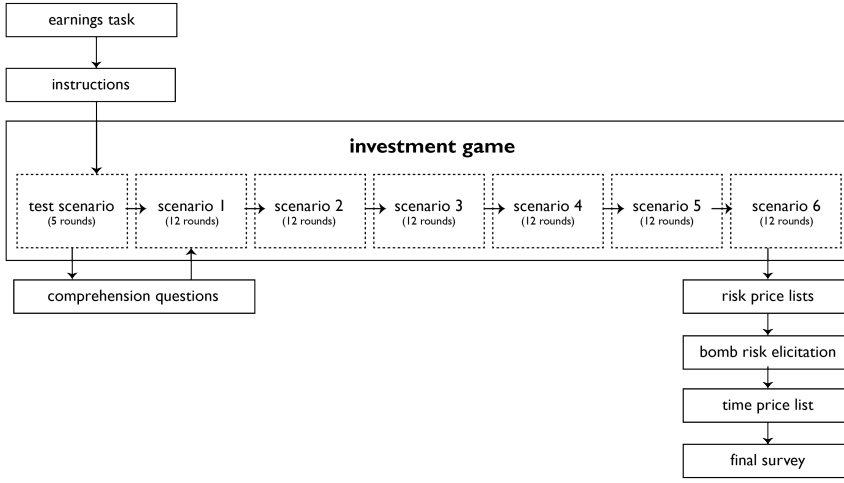 earnings task
instructions
investment game
test scenario
(5 rounds)
scenario 1
(12 rounds)
scenario 2
(12 rounds)
scenario 3
(12 rounds)
scenario 4
(12 rounds)
scenario 5
(12 rounds)
scenario 6
(12 rounds)
comprehension questions
risk price lists
bomb risk elicitation
time price list
final survey